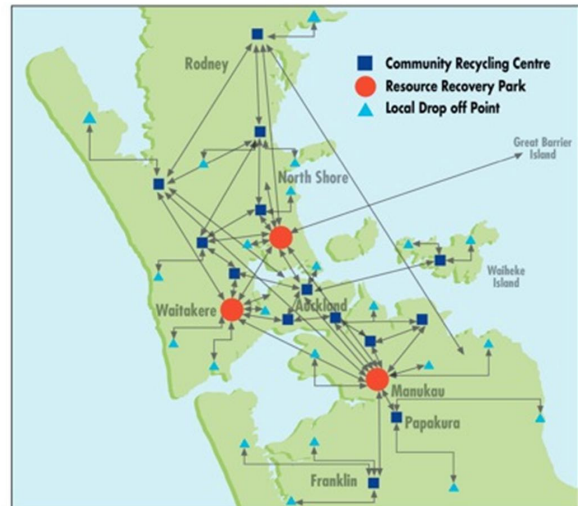 Rodney
Community Recycling Centre
Resource Recovery Park
Local Drop off Point
Great Barrier
Island
North Shore
Waiheke
Island
Waitakere
Auckland
Manukau
Papakura
Franklin